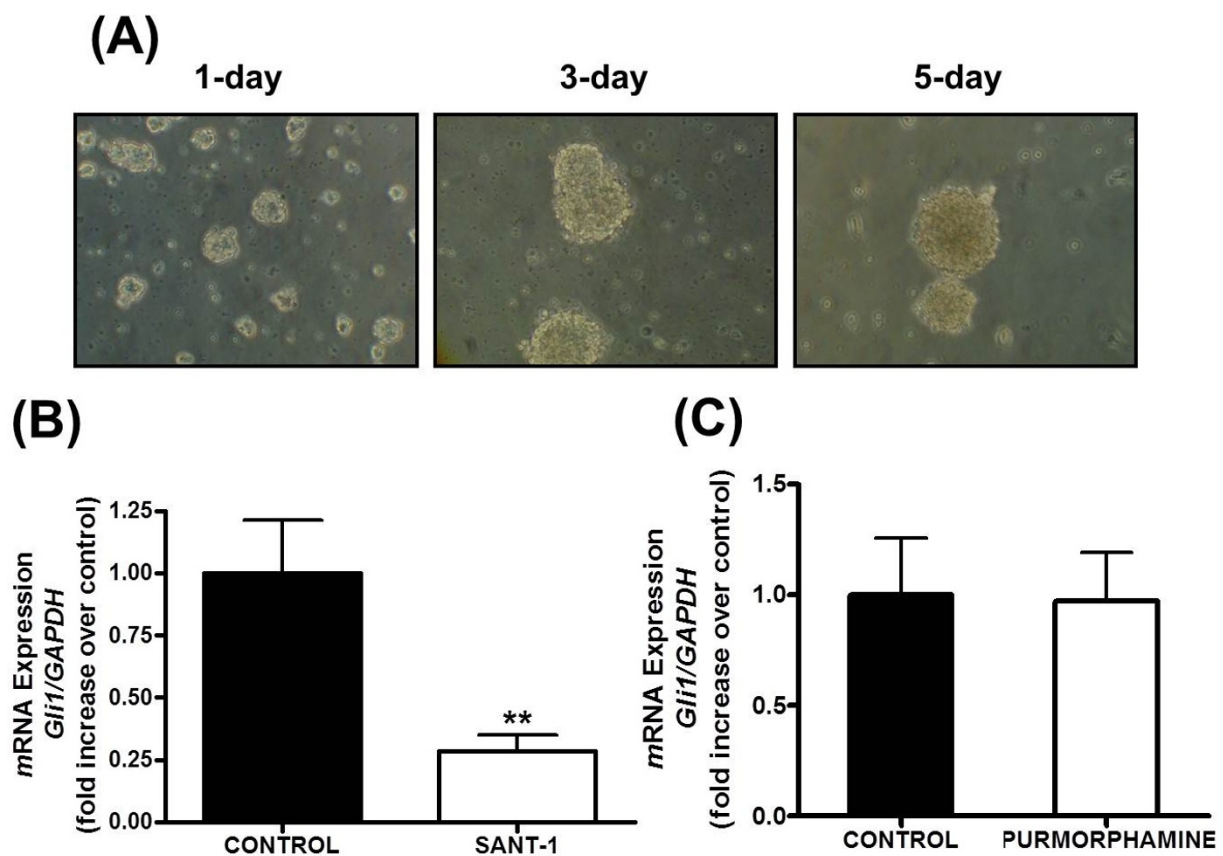 (A)
1-day
3-day
5-day
(B)
mRNA Expression
Gli1/GAPDH
(fold increase over control)
1.25
1.00
0.75
0.50
0.25
0.00
**
CONTROL
SANT-1
(C)
mRNA Expression
Gli1/GAPDH
(fold increase over control)
1.5
1.0
0.5
0.0
CONTROL
PURMORPHAMINE